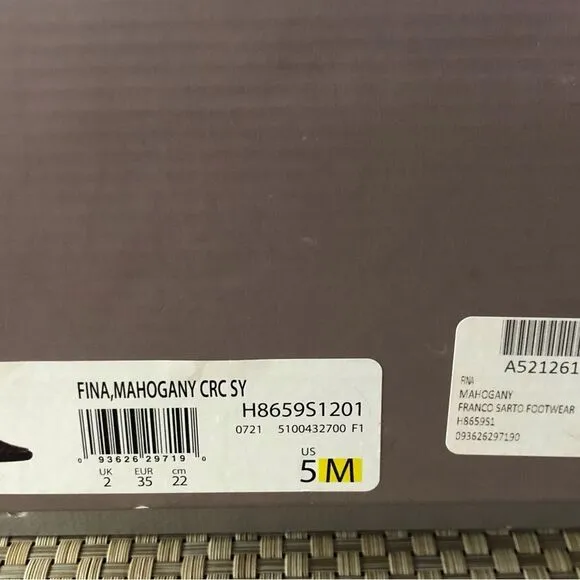 FINA,MAHOGANY CRC SY
H8659S1201
0721 5100432700 F1
0 93626 29719 0
UK EUR cm
2 35 22
US
5 M
A521261
FINA
MAHOGANY
FRANCO SARTO FOOTWEAR
H8659S1
093626297190